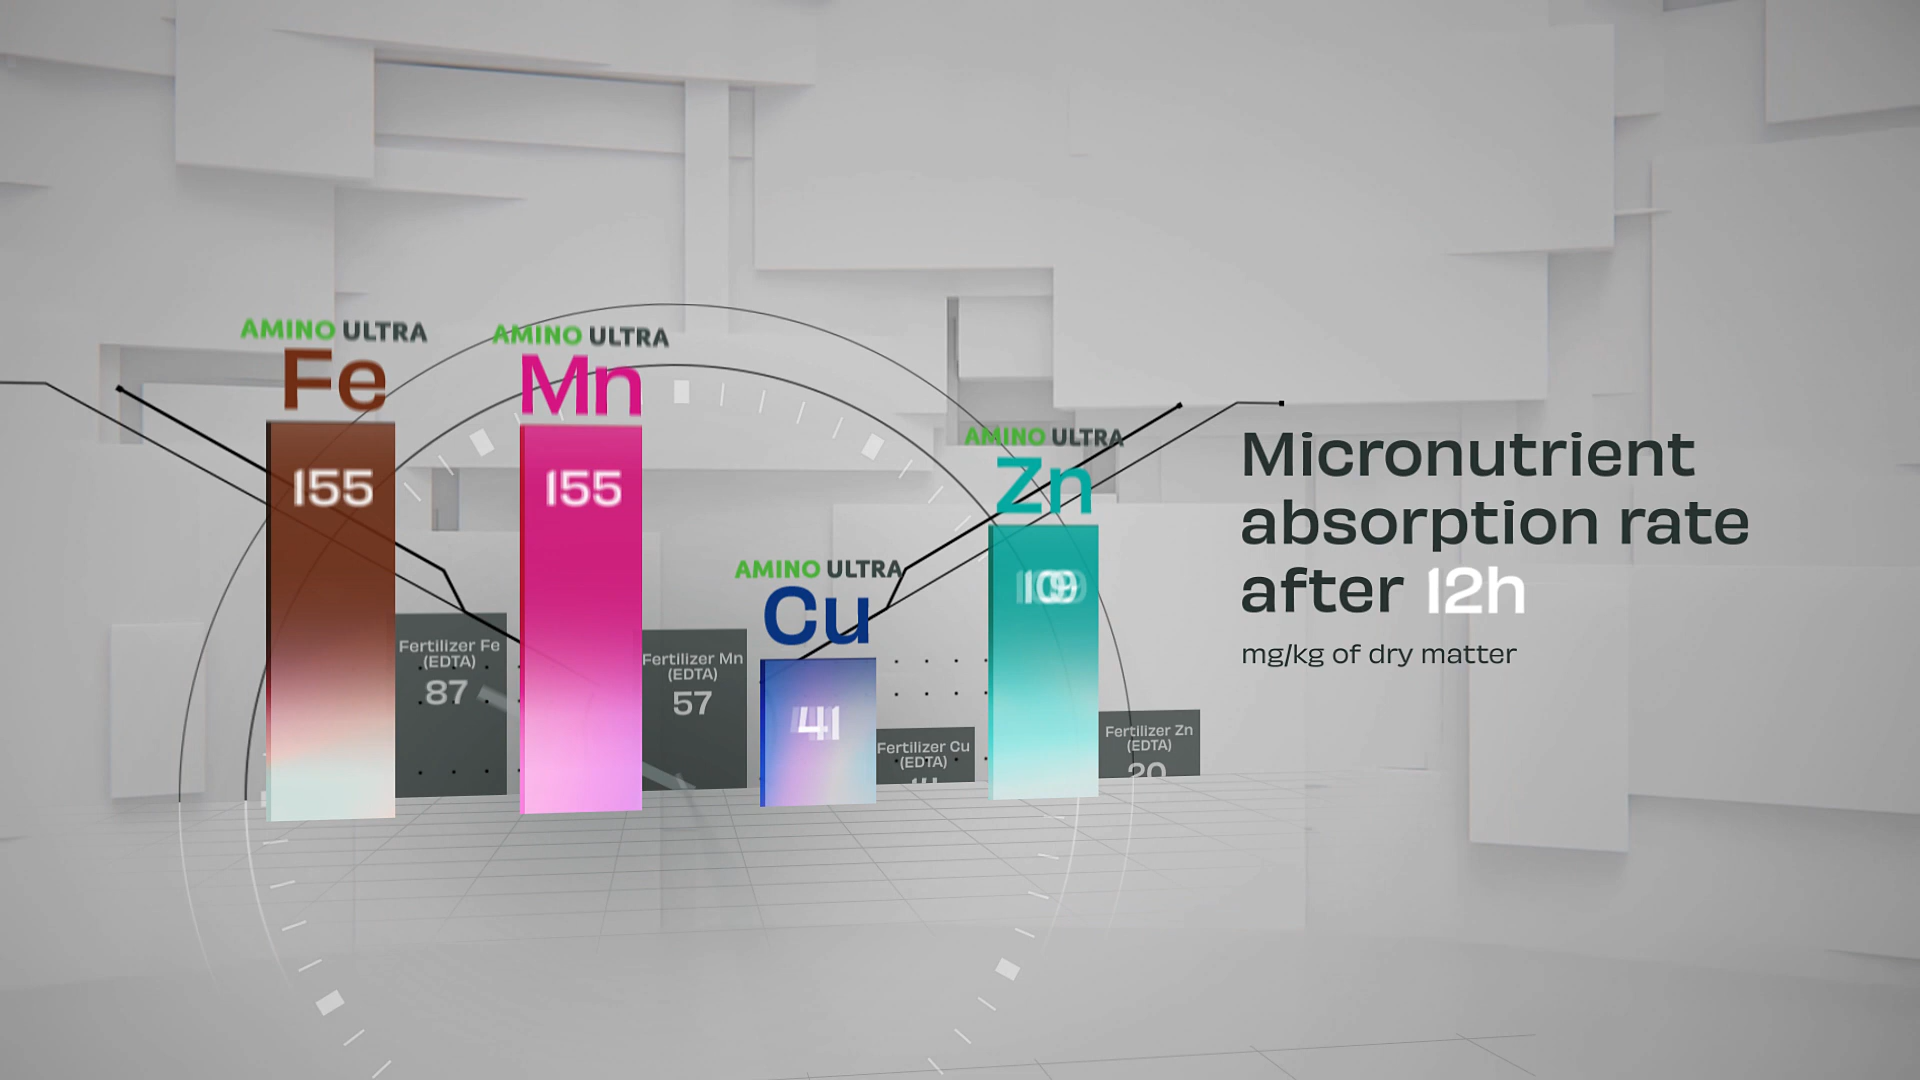 AMINO ULTRA
Fe
155
Fertilizer Fe
(EDTA)
87
AMINO ULTRA
Mn
155
Fertilizer Mn
(EDTA)
57
AMINO ULTRA
Cu
41
Fertilizer Cu
(EDTA)
AMINO ULTRA
Zn
Fertilizer Zn
(EDTA)
20
Micronutrient
absorption rate
after 12h
mg/kg of dry matter